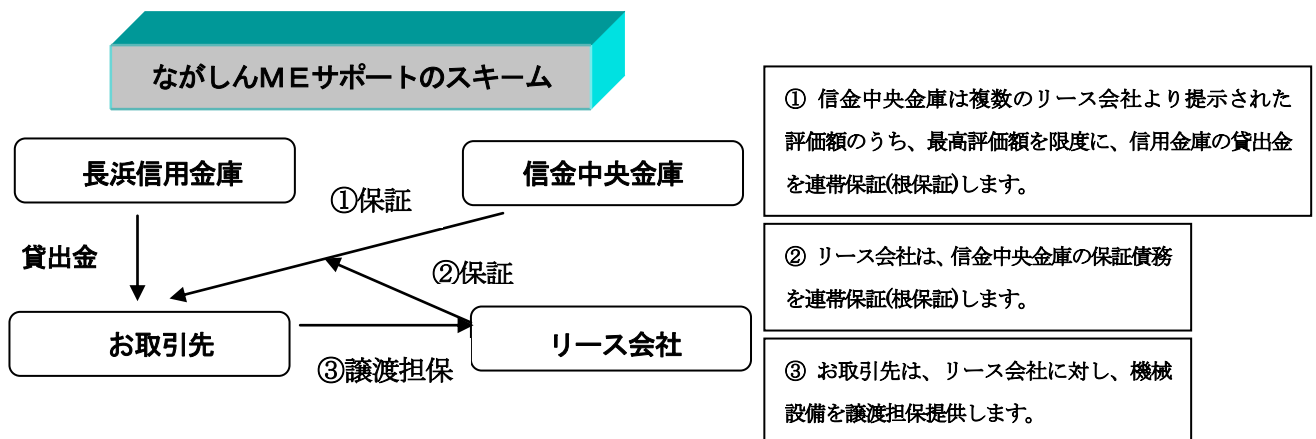 ながしんＭＥサポートのスキーム
長浜信用金庫
信金中央金庫
①保証
貸出金
②保証
お取引先
リース会社
③譲渡担保
① 信金中央金庫は複数のリース会社より提示された
評価額のうち、最高評価額を限度に、信用金庫の貸出金
を連帯保証(根保証)します。
② リース会社は、信金中央金庫の保証債務
を連帯保証(根保証)します。
③ お取引先は、リース会社に対し、機械
設備を譲渡担保提供します。